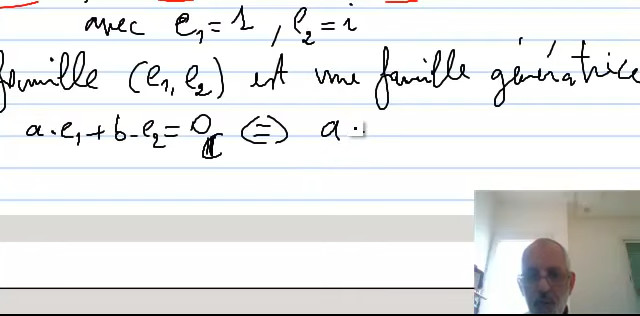 avec e₁ = 1 , e₂ = i
famille (e₁, e₂) est une famille génératrice
a · e₁ + b · e₂ = 0_ℂ ⟺ a ·